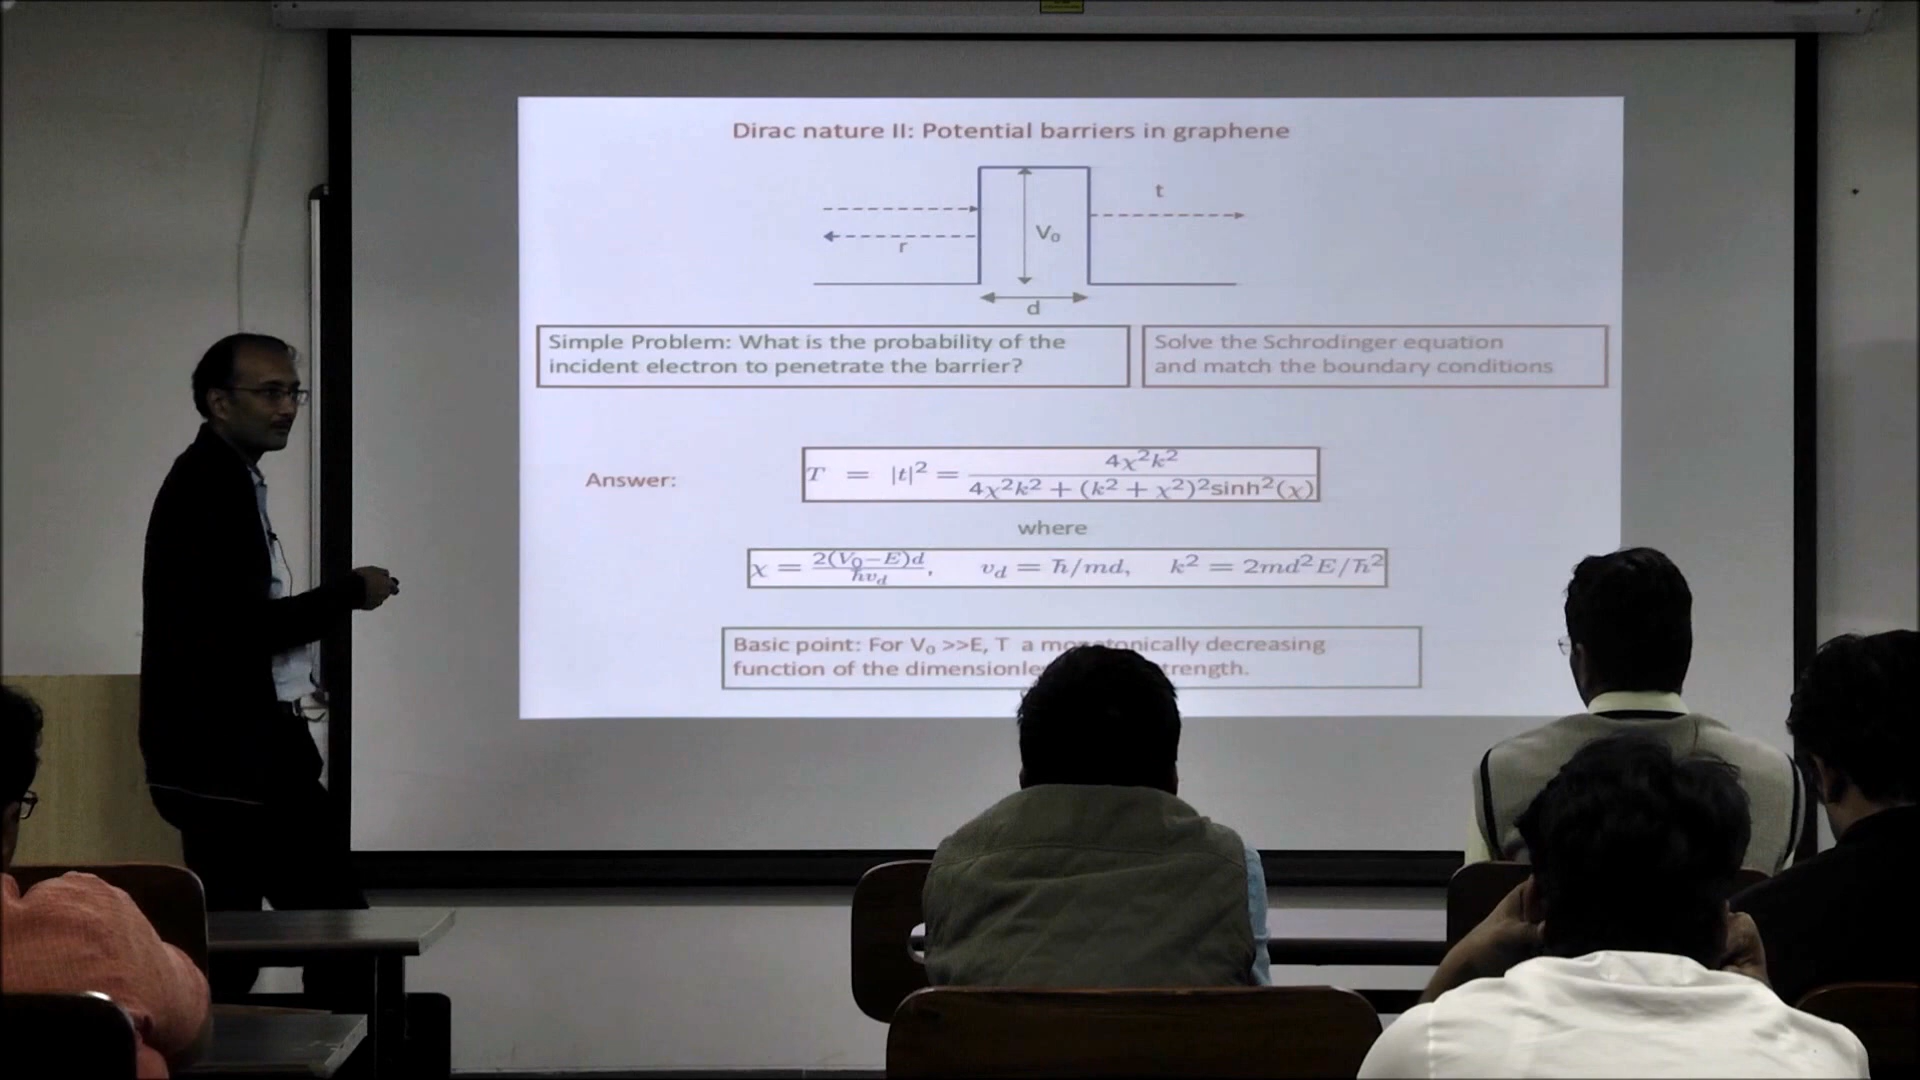 Dirac nature II: Potential barriers in graphene
t
r
V₀
d
Simple Problem: What is the probability of the
incident electron to penetrate the barrier?
Solve the Schrodinger equation
and match the boundary conditions
Answer:
T = |t|² = 4χ²k² / 4χ²k² + (k² + χ²)²sinh²(χ)
where
χ = 2(V₀−E)d / ℏv_d, v_d = ℏ/md, k² = 2md²E/ℏ²
Basic point: For V₀ >>E, T a monotonically decreasing
function of the